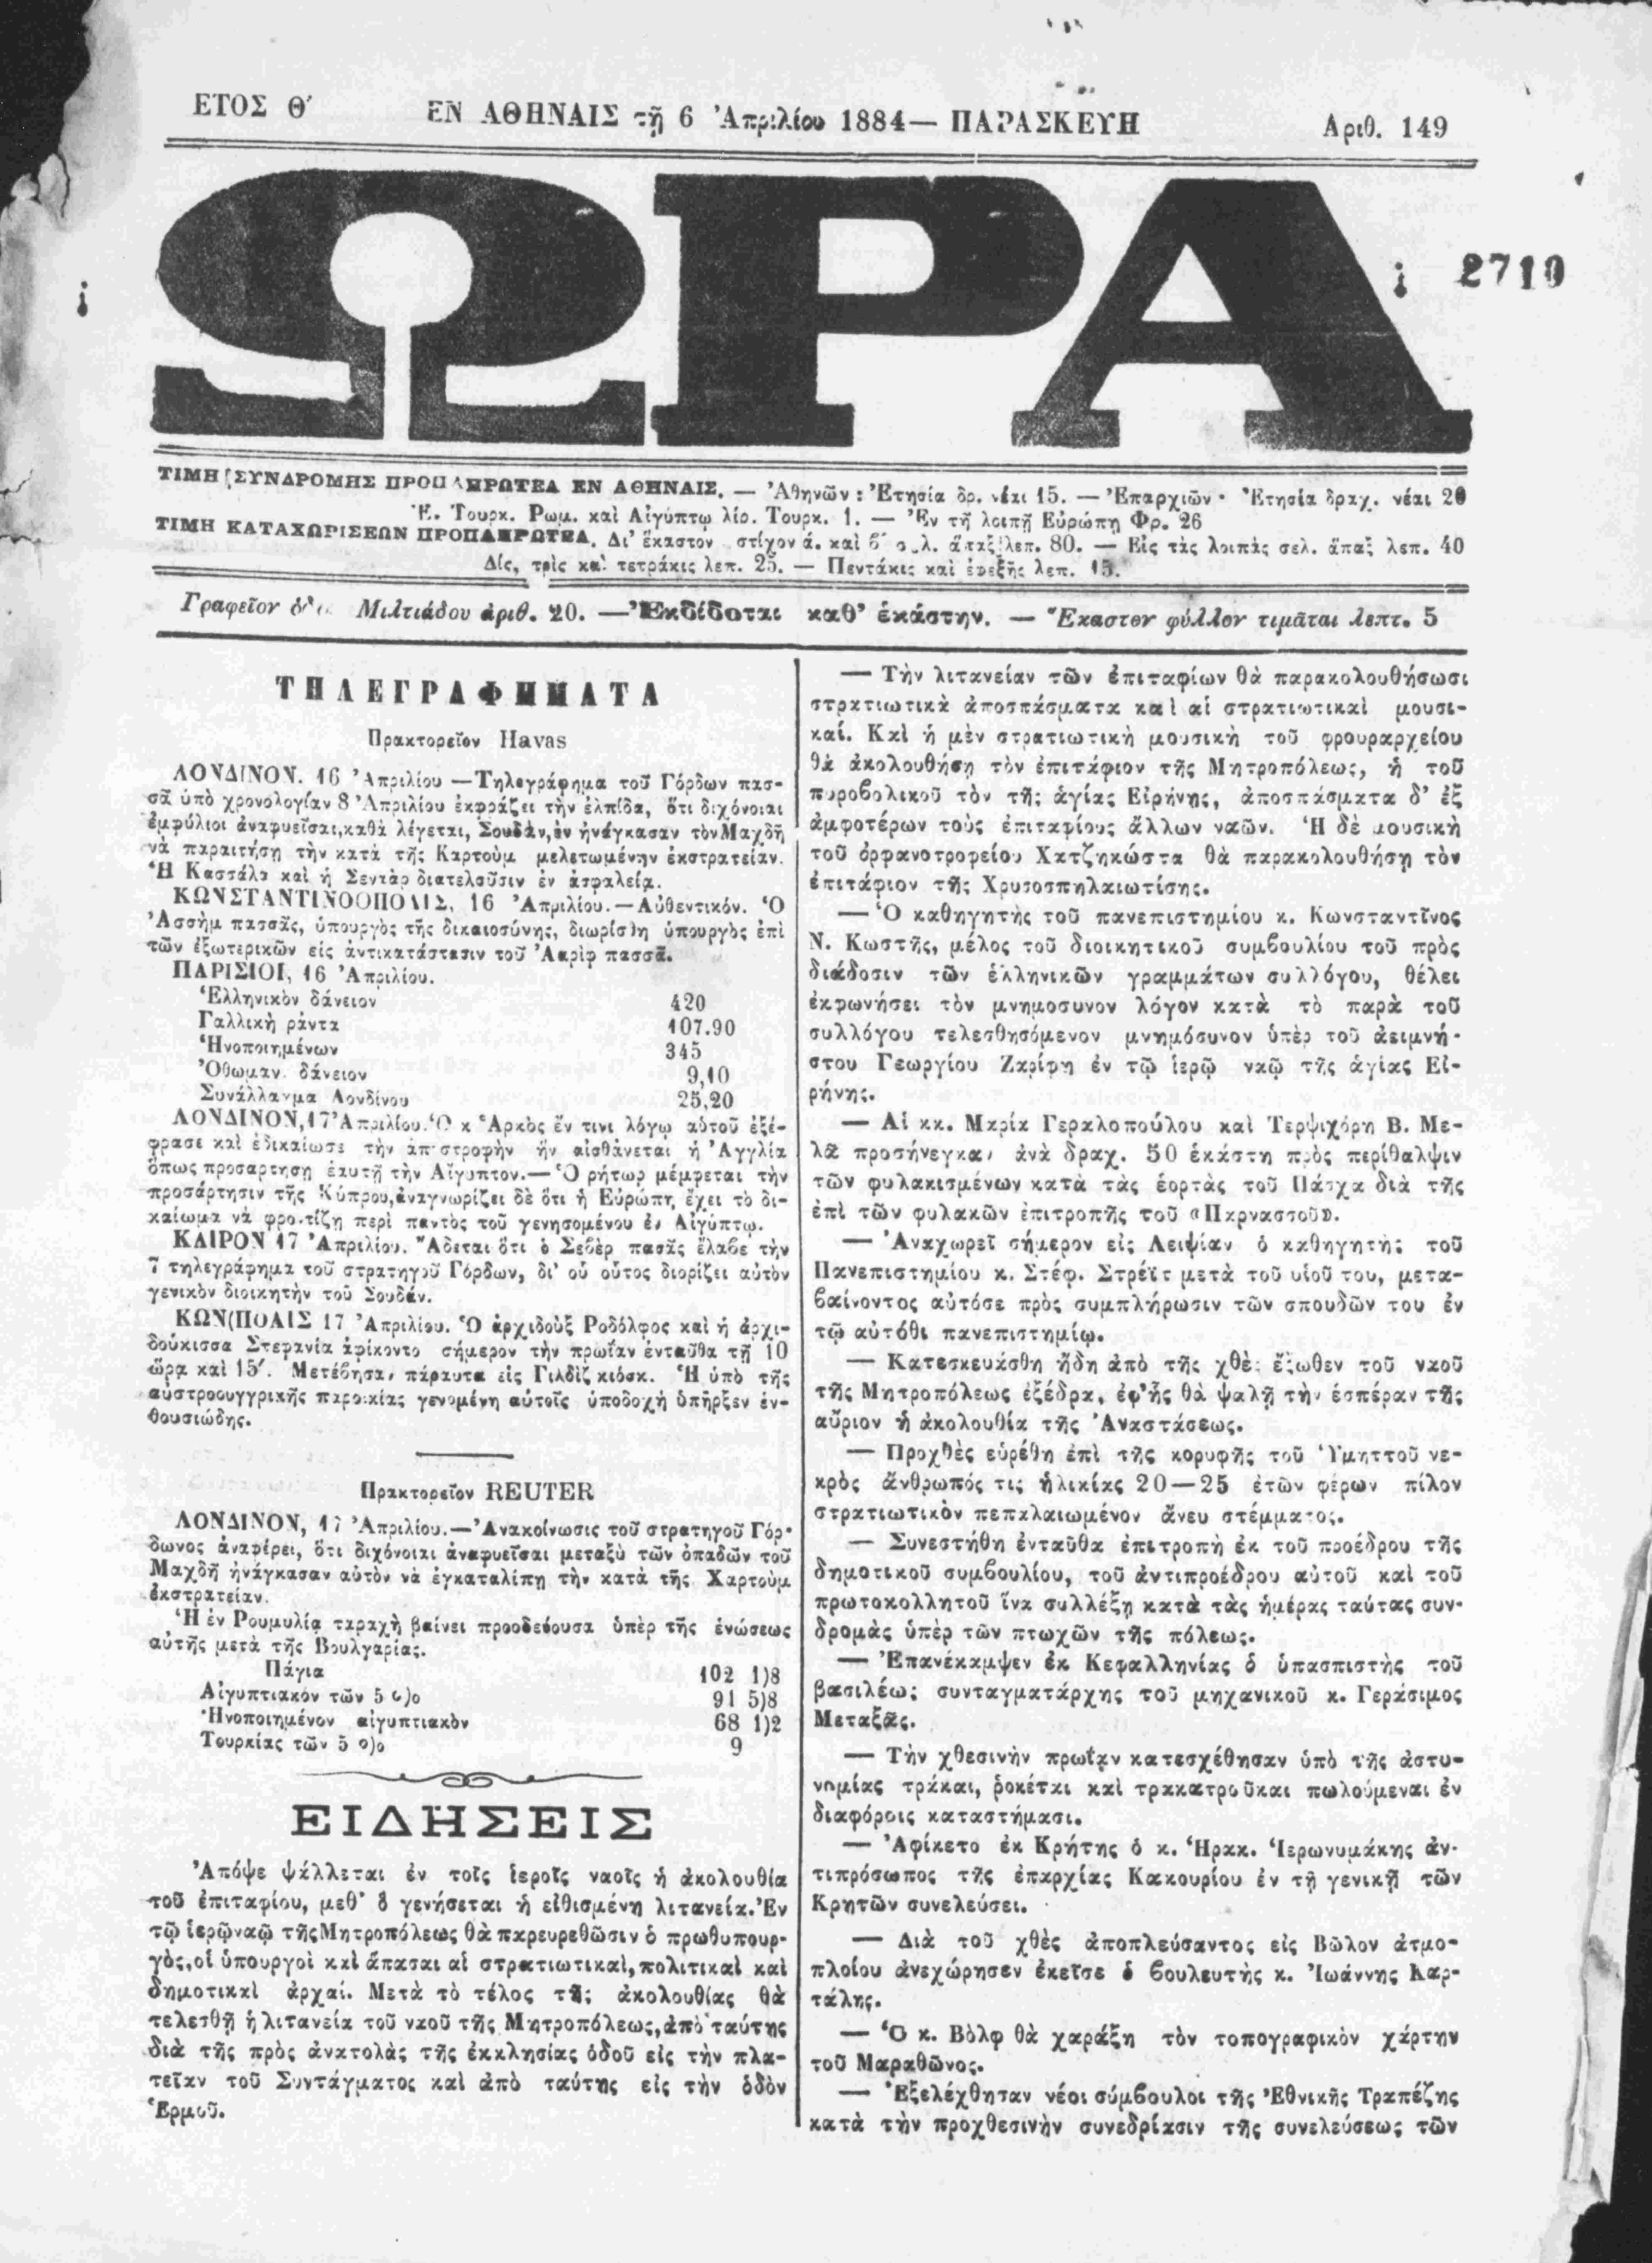 ΕΤΟΣ Θ΄
ΕΝ ΑΘΗΝΑΙΣ τῇ 6 Ἀπριλίου 1884— ΠΑΡΑΣΚΕΥΗ
Αριθ. 149
ΩΡΑ
2710
ΤΙΜΗ ΣΥΝΔΡΟΜΗΣ ΠΡΟΠΛΗΡΩΤΕΑ ΕΝ ΑΘΗΝΑΙΣ. — Ἀθηνῶν : Ἐτησία δρ. νέαι 15. — Ἐπαρχιῶν · Ἐτησία δραχ. νέαι 20
Ἐ. Τουρκ. Ρωμ. καὶ Αἰγύπτῳ λίρ. Τουρκ. 1. — Ἐν τῇ λοιπῇ Εὐρώπῃ Φρ. 26
ΤΙΜΗ ΚΑΤΑΧΩΡΙΣΕΩΝ ΠΡΟΠΛΗΡΩΤΕΑ. Δι' ἕκαστον στίχον ά. καὶ β΄ σελ. ἅπαξ λεπ. 80. — Εἰς τὰς λοιπὰς σελ. ἅπαξ λεπ. 40
Δίς, τρὶς καὶ τετράκις λεπ. 25. — Πεντάκις καὶ ἐφεξῆς λεπ. 15.
Γραφεῖον ὁδὸς Μιλτιάδου ἀριθ. 20. —Ἐκδίδοται καθ' ἑκάστην. — Ἕκαστον φύλλον τιμᾶται λεπτ. 5
ΤΗΛΕΓΡΑΦΗΜΑΤΑ
Πρακτορεῖον Havas
ΛΟΝΔΙΝΟΝ. 16 Ἀπριλίου —Τηλεγράφημα τοῦ Γόρδων πασ-
σᾶ ὑπὸ χρονολογίαν 8 Ἀπριλίου ἐκφράζει τὴν ἐλπίδα, ὅτι διχόνοιαι
ἐμφύλιοι ἀναφυεῖσαι,καθὰ λέγεται, Σουδάν,ἐν ἠνάγκασαν τὸν Μαχδῆ
νὰ παραιτήσῃ τὴν κατὰ τῆς Καρτοὺμ μελετωμένην ἐκστρατείαν.
Ἡ Κασσάλα καὶ ἡ Σεννὰρ διατελοῦσιν ἐν ἀσφαλείᾳ.
ΚΩΝΣΤΑΝΤΙΝΟΟΠΟΛΙΣ, 16 Ἀπριλίου.—Αὐθεντικόν. Ὁ
Ἀσσὴμ πασσᾶς, ὑπουργὸς τῆς δικαιοσύνης, διωρίσθη ὑπουργὸς ἐπὶ
τῶν ἐξωτερικῶν εἰς ἀντικατάστασιν τοῦ Ἀαρὶφ πασσᾶ.
ΠΑΡΙΣΙΟΙ, 16 Ἀπριλίου.
Ἑλληνικὸν δάνειον 420
Γαλλικὴ ράντα 107.90
Ἡνοποιημένων 345
Ὀθωμαν. δάνειον 9,10
Συνάλλαγμα Λονδίνου 25,20
ΛΟΝΔΙΝΟΝ,17 Ἀπριλίου.Ὁ κ Ἀρκὸς ἔν τινι λόγῳ αὑτοῦ ἐξέ-
φρασε καὶ ἐδικαίωσε τὴν ἀποστροφὴν ἣν αἰσθάνεται ἡ Ἀγγλία
ὅπως προσαρτησῃ ἑαυτῇ τὴν Αἴγυπτον.— Ὁ ρήτωρ μέμφεται τὴν
προσάρτησιν τῆς Κύπρου,ἀναγνωρίζει δὲ ὅτι ἡ Εὐρώπη ἔχει τὸ δι-
καίωμα νὰ φροντίζῃ περὶ παντὸς τοῦ γενησομένου ἐν Αἰγύπτῳ.
ΚΑΙΡΟΝ 17 Ἀπριλίου. Ἄδεται ὅτι ὁ Σεβὲρ πασᾶς ἔλαβε τὴν
7 τηλεγράφημα τοῦ στρατηγοῦ Γόρδων, δι' οὗ οὗτος διορίζει αὐτὸν
γενικὸν διοικητὴν τοῦ Σουδάν.
ΚΩΝ(ΠΟΛΙΣ 17 Ἀπριλίου. Ὁ ἀρχιδοὺξ Ροδόλφος καὶ ἡ ἀρχι-
δούκισσα Στεφανία ἀφίκοντο σήμερον τὴν πρωΐαν ἐνταῦθα τῇ 10
ὥρᾳ καὶ 15΄. Μετέβησαν πάραυτα εἰς Γιλδὶζ κιόσκ. Ἡ ὑπὸ τῆς
αὐστροουγγρικῆς παροικίας γενομένη αὐτοῖς ὑποδοχὴ ὑπῆρξεν ἐν-
θουσιώδης.
Πρακτορεῖον REUTER
ΛΟΝΔΙΝΟΝ, 17 Ἀπριλίου.—Ἀνακοίνωσις τοῦ στρατηγοῦ Γόρ-
δωνος ἀναφέρει, ὅτι διχόνοιαι ἀναφυεῖσαι μεταξὺ τῶν ὀπαδῶν τοῦ
Μαχδῆ ἠνάγκασαν αὐτὸν νὰ ἐγκαταλίπῃ τὴν κατὰ τῆς Χαρτοὺμ
ἐκστρατείαν.
Ἡ ἐν Ρουμυλίᾳ ταραχὴ βαίνει προοδεύουσα ὑπὲρ τῆς ἑνώσεως
αὐτῆς μετὰ τῆς Βουλγαρίας.
Πάγια 102 1)8
Αἰγυπτιακόν τῶν 5 ο)ο 91 5)8
Ἡνοποιημένον αἰγυπτιακὸν 68 1)2
Τουρκίας τῶν 5 ο)ο 9
ΕΙΔΗΣΕΙΣ
Ἀπόψε ψάλλεται ἐν τοῖς ἱεροῖς ναοῖς ἡ ἀκολουθία
τοῦ ἐπιταφίου, μεθ' ὃ γενήσεται ἡ εἰθισμένη λιτανεία. Ἐν
τῷ ἱερῷναῷ τῆςΜητροπόλεως θὰ παρευρεθῶσιν ὁ πρωθυπουρ-
γὸς,οἱ ὑπουργοὶ καὶ ἅπασαι αἱ στρατιωτικαὶ,πολιτικαὶ καὶ
δημοτικαὶ ἀρχαί. Μετὰ τὸ τέλος τῆς ἀκολουθίας θὰ
τελεσθῇ ἡ λιτανεία τοῦ ναοῦ τῆς Μητροπόλεως,ἀπὸ ταύτης
διὰ τῆς πρὸς ἀνατολὰς τῆς ἐκκλησίας ὁδοῦ εἰς τὴν πλα-
τεῖαν τοῦ Συντάγματος καὶ ἀπὸ ταύτης εἰς τὴν ὁδὸν
Ἑρμοῦ.
— Τὴν λιτανείαν τῶν ἐπιταφίων θὰ παρακολουθήσωσι
στρατιωτικὰ ἀποσπάσματα καὶ αἱ στρατιωτικαὶ μουσι-
καί. Καὶ ἡ μὲν στρατιωτικὴ μουσικὴ τοῦ φρουραρχείου
θὰ ἀκολουθήσῃ τὸν ἐπιτάφιον τῆς Μητροπόλεως, ἡ τοῦ
πυροβολικοῦ τὸν τῆς ἁγίας Εἰρήνης, ἀποσπάσματα δ' ἐξ
ἀμφοτέρων τοὺς ἐπιταφίους ἄλλων ναῶν. Ἡ δὲ μουσικὴ
τοῦ ὀρφανοτροφείου Χατζηκώστα θὰ παρακολουθήσῃ τὸν
ἐπιτάφιον τῆς Χρυσοσπηλαιωτίσης.
— Ὁ καθηγητὴς τοῦ πανεπιστημίου κ. Κωνσταντῖνος
Ν. Κωστῆς, μέλος τοῦ διοικητικοῦ συμβουλίου τοῦ πρὸς
διάδοσιν τῶν ἑλληνικῶν γραμμάτων συλλόγου, θέλει
ἐκφωνήσει τὸν μνημοσυνον λόγον κατὰ τὸ παρὰ τοῦ
συλλόγου τελεσθησόμενον μνημόσυνον ὑπὲρ τοῦ ἀειμνή-
στου Γεωργίου Ζαρίφη ἐν τῷ ἱερῷ ναῷ τῆς ἁγίας Εἰ-
ρήνης.
— Αἱ κκ. Μαρία Γεραλοπούλου καὶ Τερψιχόρη Β. Με-
λᾶ προσήνεγκαν ἀνὰ δραχ. 50 ἑκάστη πρὸς περίθαλψιν
τῶν φυλακισμένων κατὰ τὰς ἑορτὰς τοῦ Πάσχα διὰ τῆς
ἐπὶ τῶν φυλακῶν ἐπιτροπῆς τοῦ «Παρνασσοῦ».
— Ἀναχωρεῖ σήμερον εἰς Λειψίαν ὁ καθηγητὴς τοῦ
Πανεπιστημίου κ. Στέφ. Στρέϊτ μετὰ τοῦ υἱοῦ του, μετα-
βαίνοντος αὐτόσε πρὸς συμπλήρωσιν τῶν σπουδῶν του ἐν
τῷ αὐτόθι πανεπιστημίῳ.
— Κατεσκευάσθη ἤδη ἀπὸ τῆς χθὲς ἔξωθεν τοῦ ναοῦ
τῆς Μητροπόλεως ἐξέδρα, ἐφ'ἧς θὰ ψαλῇ τὴν ἑσπέραν τῆς
αὔριον ἡ ἀκολουθία τῆς Ἀναστάσεως.
— Προχθὲς εὑρέθη ἐπὶ τῆς κορυφῆς τοῦ Ὑμηττοῦ νε-
κρὸς ἄνθρωπός τις ἡλικίας 20—25 ἐτῶν φέρων πίλον
στρατιωτικὸν πεπαλαιωμένον ἄνευ στέμματος.
— Συνεστήθη ἐνταῦθα ἐπιτροπὴ ἐκ τοῦ προέδρου τῆς
δημοτικοῦ συμβουλίου, τοῦ ἀντιπροέδρου αὐτοῦ καὶ τοῦ
πρωτοκολλητοῦ ἵνα συλλέξῃ κατὰ τὰς ἡμέρας ταύτας συν-
δρομὰς ὑπὲρ τῶν πτωχῶν τῆς πόλεως.
— Ἐπανέκαμψεν ἐκ Κεφαλληνίας ὁ ὑπασπιστὴς τοῦ
βασιλέως συνταγματάρχης τοῦ μηχανικοῦ κ. Γεράσιμος
Μεταξᾶς.
— Τὴν χθεσινὴν πρωΐαν κατεσχέθησαν ὑπὸ τῆς ἀστυ-
νομίας τράκαι, ῥοκέται καὶ τρακατροῦκαι πωλούμεναι ἐν
διαφόροις καταστήμασι.
— Ἀφίκετο ἐκ Κρήτης ὁ κ. Ἡρακ. Ἱερωνυμάκης ἀν-
τιπρόσωπος τῆς ἐπαρχίας Κακουρίου ἐν τῇ γενικῇ τῶν
Κρητῶν συνελεύσει.
— Διὰ τοῦ χθὲς ἀποπλεύσαντος εἰς Βῶλον ἀτμο-
πλοίου ἀνεχώρησεν ἐκεῖσε ὁ βουλευτὴς κ. Ἰωάννης Καρ-
τάλης.
— Ὁ κ. Βὸλφ θὰ χαράξῃ τὸν τοπογραφικὸν χάρτην
τοῦ Μαραθῶνος.
— Ἐξελέχθησαν νέοι σύμβουλοι τῆς Ἐθνικῆς Τραπέζης
κατὰ τὴν προχθεσινὴν συνεδρίασιν τῆς συνελεύσεως τῶν